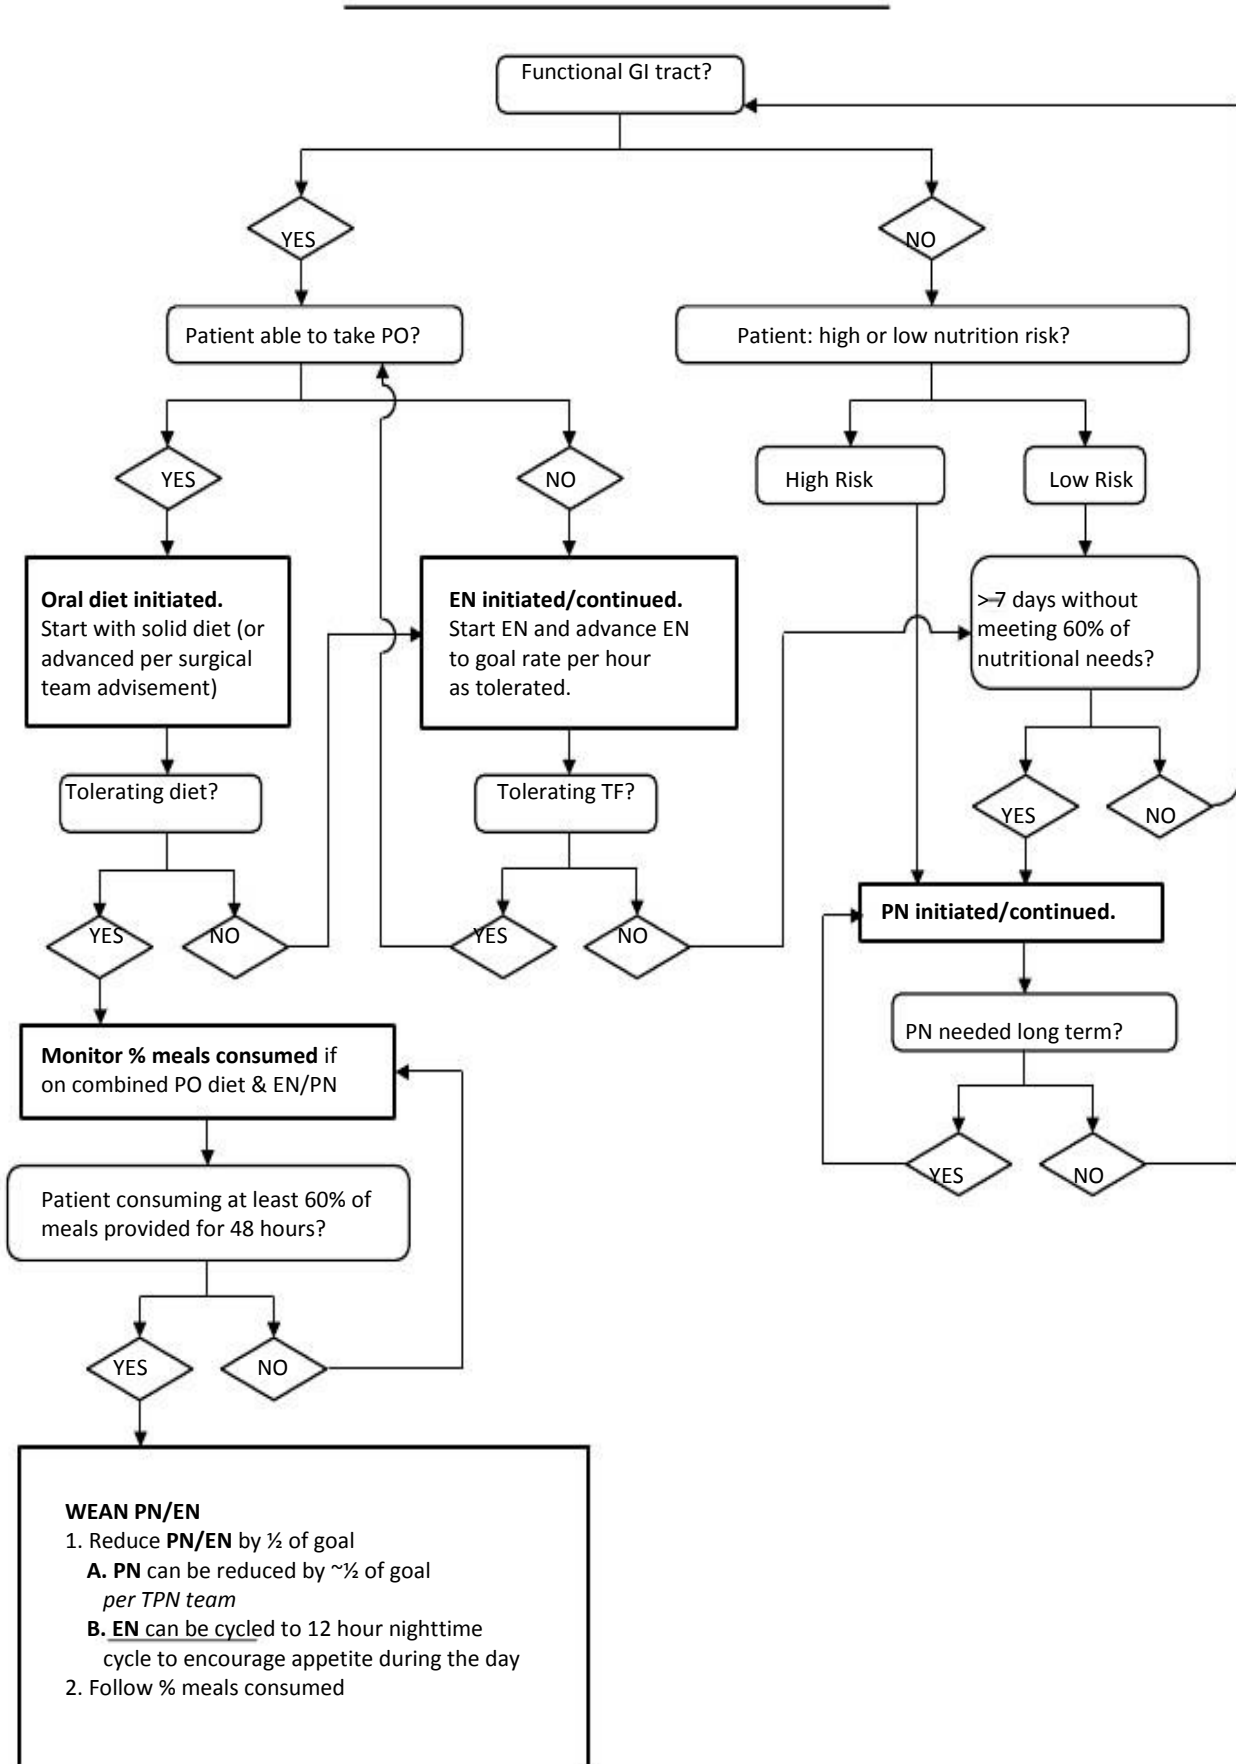 Functional GI tract?
YES
NO
Patient able to take PO?
Patient: high or low nutrition risk?
YES
NO
High Risk
Low Risk
Oral diet initiated.
Start with solid diet (or
advanced per surgical
team advisement)
EN initiated/continued.
Start EN and advance EN
to goal rate per hour
as tolerated.
>7 days without
meeting 60% of
nutritional needs?
Tolerating diet?
Tolerating TF?
YES
NO
YES
NO
YES
NO
PN initiated/continued.
PN needed long term?
YES
NO
Monitor % meals consumed if
on combined PO diet & EN/PN
Patient consuming at least 60% of
meals provided for 48 hours?
YES
NO
WEAN PN/EN
1. Reduce PN/EN by ½ of goal
A. PN can be reduced by ~½ of goal
per TPN team
B. EN can be cycled to 12 hour nighttime
cycle to encourage appetite during the day
2. Follow % meals consumed